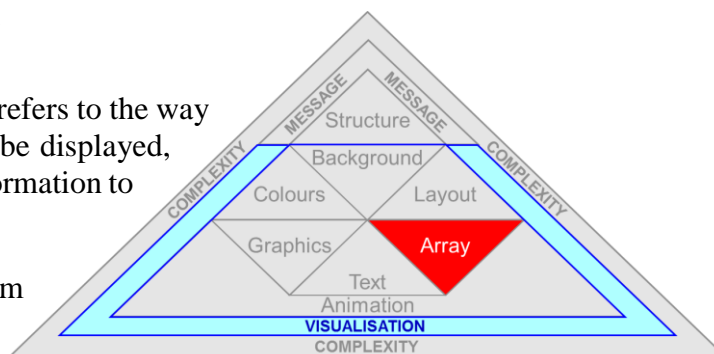 refers to the way
be displayed,
ormation to
m
COMPLEXITY
MESSAGE
MESSAGE
COMPLEXITY
Structure
Background
Colours
Layout
Graphics
Array
Text
Animation
VISUALISATION
COMPLEXITY